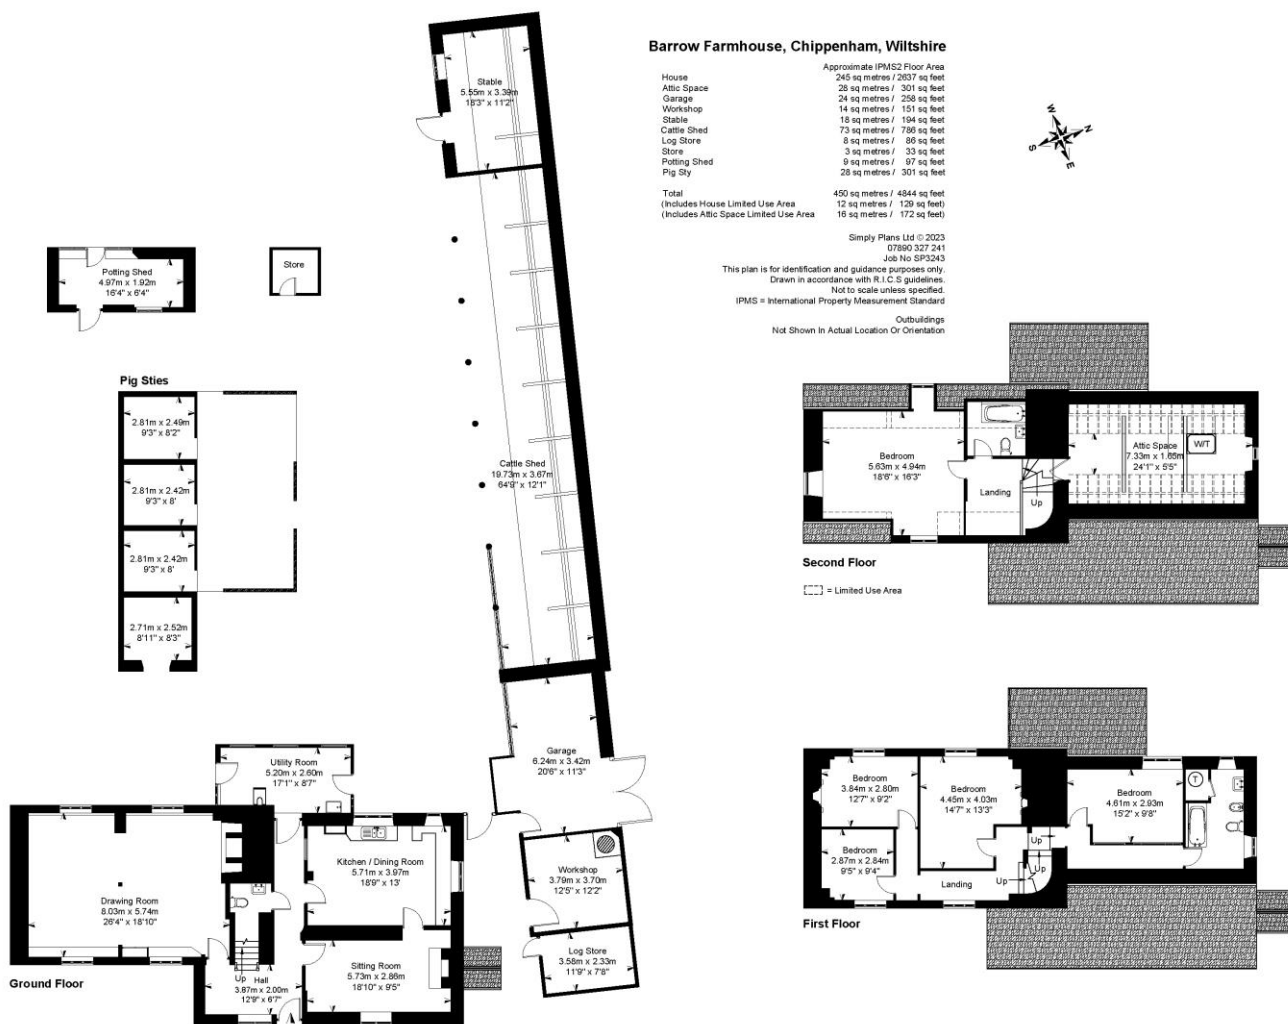 Barrow Farmhouse, Chippenham, Wiltshire
Approximate IPMS2 Floor Area
House 245 sq metres / 2637 sq feet
Attic Space 28 sq metres / 301 sq feet
Garage 24 sq metres / 258 sq feet
Workshop 14 sq metres / 151 sq feet
Stable 18 sq metres / 194 sq feet
Cattle Shed 73 sq metres / 786 sq feet
Log Store 8 sq metres / 86 sq feet
Store 3 sq metres / 33 sq feet
Potting Shed 9 sq metres / 97 sq feet
Pig Sty 28 sq metres / 301 sq feet
Total 450 sq metres / 4844 sq feet
(Includes House Limited Use Area 12 sq metres / 129 sq feet)
(Includes Attic Space Limited Use Area 16 sq metres / 172 sq feet)
Simply Plans Ltd © 2023
07890 327 241
Job No SP3243
This plan is for identification and guidance purposes only.
Drawn in accordance with R.I.C.S guidelines.
Not to scale unless specified.
IPMS = International Property Measurement Standard
Outbuildings
Not Shown In Actual Location Or Orientation
W
N
S
E
Stable
5.55m x 3.39m
18'3" x 11'2"
Potting Shed
4.97m x 1.92m
16'4" x 6'4"
Store
Pig Sties
2.81m x 2.49m
9'3" x 8'2"
2.81m x 2.42m
9'3" x 8'
2.81m x 2.42m
9'3" x 8'
2.71m x 2.52m
8'11" x 8'3"
Cattle Shed
19.73m x 3.67m
64'9" x 12'1"
Garage
6.24m x 3.42m
20'6" x 11'3"
Workshop
3.79m x 3.70m
12'5" x 12'2"
Log Store
3.58m x 2.33m
11'9" x 7'8"
Utility Room
5.20m x 2.60m
17'1" x 8'7"
Kitchen / Dining Room
5.71m x 3.97m
18'9" x 13'
Drawing Room
8.03m x 5.74m
26'4" x 18'10"
Sitting Room
5.73m x 2.86m
18'10" x 9'5"
Up
Hall
3.87m x 2.00m
12'9" x 6'7"
Ground Floor
Bedroom
5.63m x 4.94m
18'6" x 16'3"
Landing
Up
Attic Space
7.33m x 1.65m
24'1" x 5'5"
W/T
Second Floor
= Limited Use Area
Bedroom
3.84m x 2.80m
12'7" x 9'2"
Bedroom
4.45m x 4.03m
14'7" x 13'3"
Bedroom
4.61m x 2.93m
15'2" x 9'8"
T
Bedroom
2.87m x 2.84m
9'5" x 9'4"
Up
Up
Up
Landing
First Floor